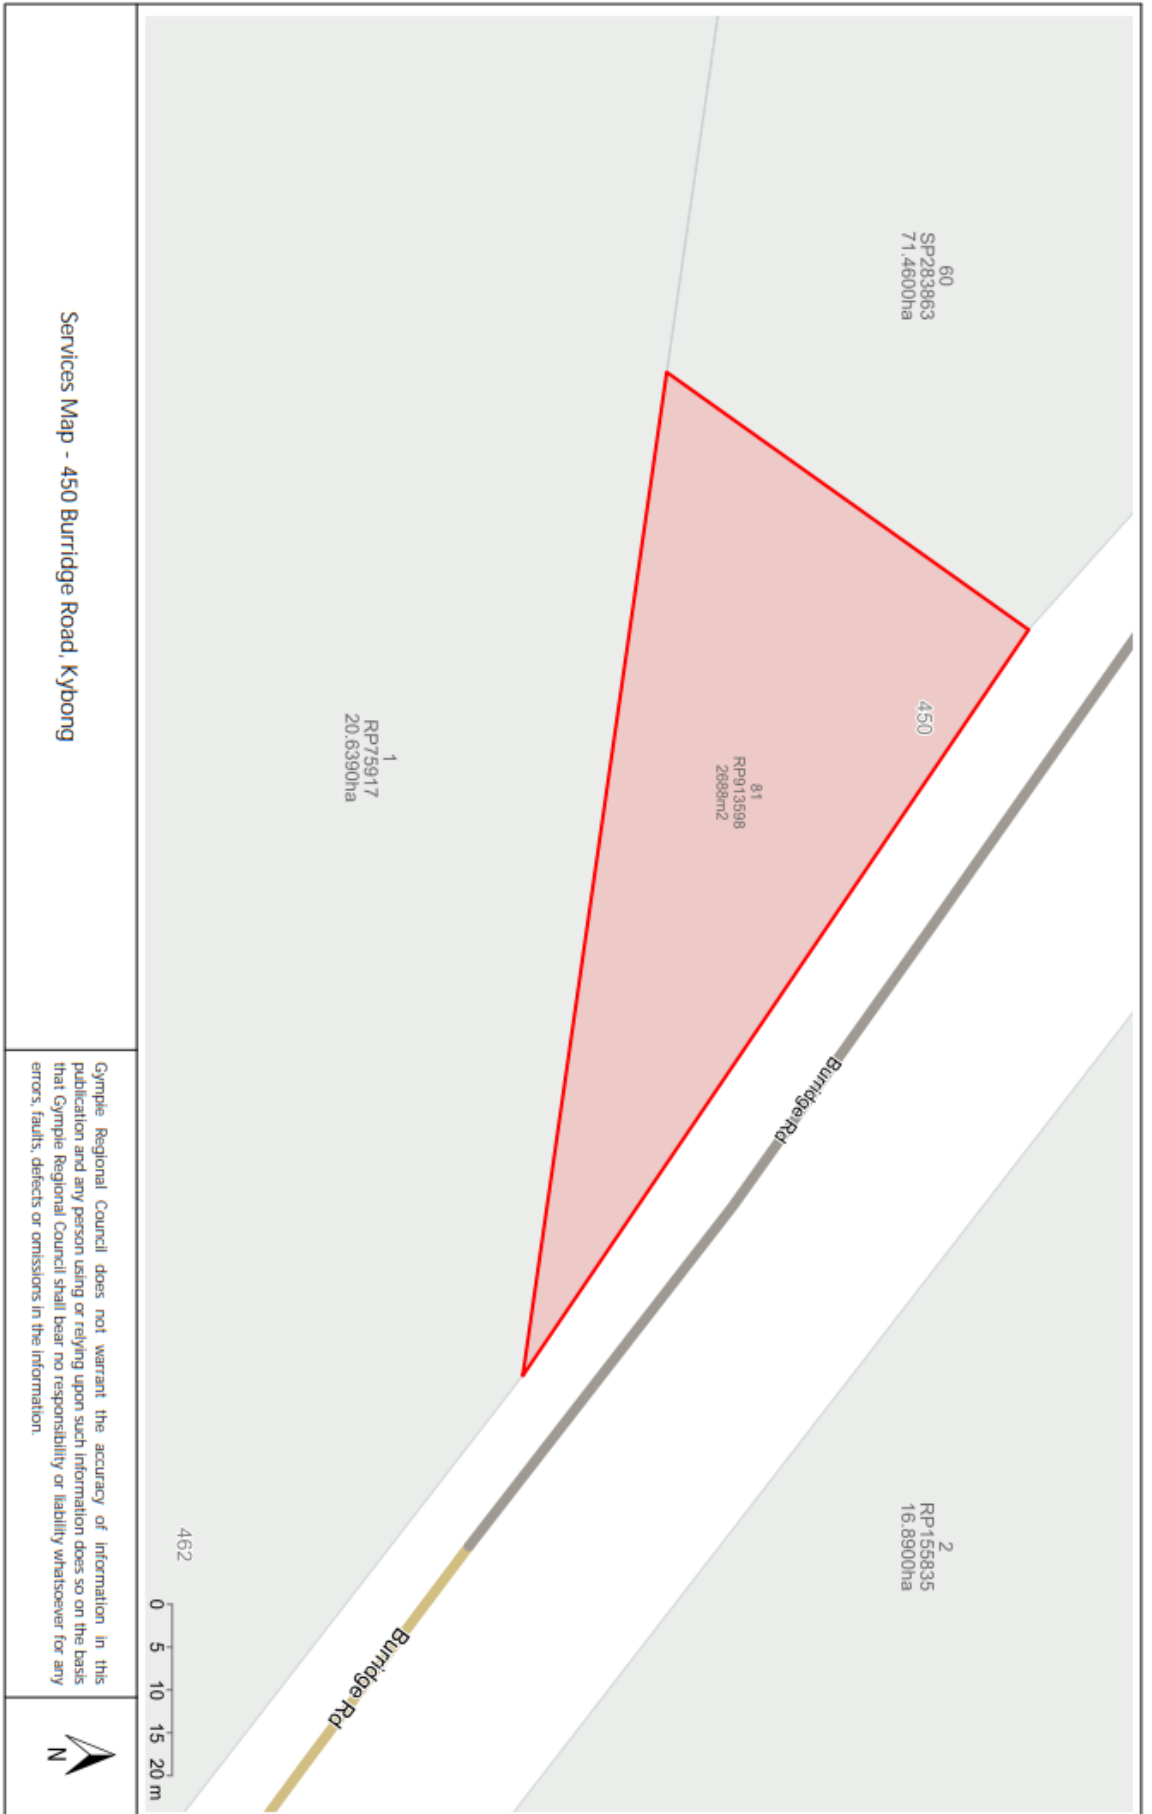 60
SP283863
71.4600ha
450
81
RP913598
2688m2
Burridge Rd
2
RP155835
16.8900ha
1
RP75917
20.6390ha
Burridge Rd
462
0 5 10 15 20 m
Services Map - 450 Burridge Road, Kybong
Gympie Regional Council does not warrant the accuracy of information in this
publication and any person using or relying upon such information does so on the basis
that Gympie Regional Council shall bear no responsibility or liability whatsoever for any
errors, faults, defects or omissions in the information.
N